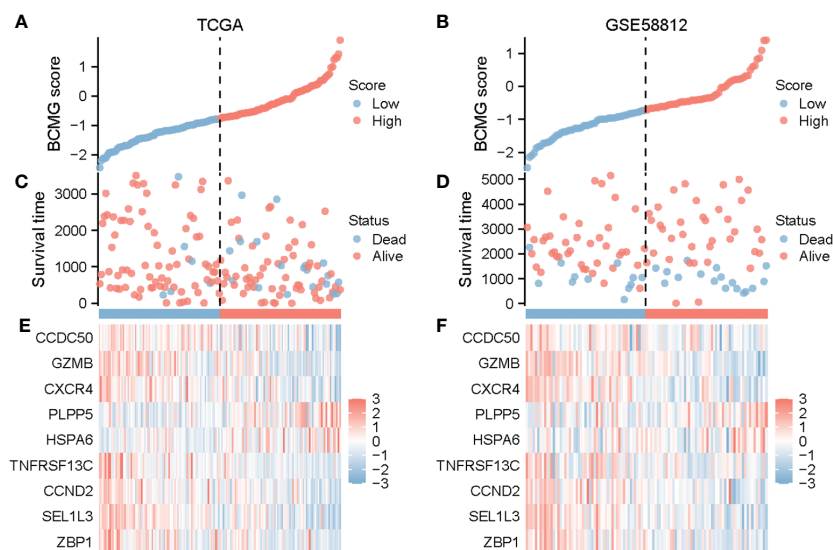 A
TCGA
BCMG score
1
0
−1
−2
Score
Low
High
B
GSE58812
BCMG score
1
0
−1
−2
Score
Low
High
C
Survival time
3000
2000
1000
0
Status
Dead
Alive
D
Survival time
5000
4000
3000
2000
1000
0
Status
Dead
Alive
E
CCDC50
GZMB
CXCR4
PLPP5
HSPA6
TNFRSF13C
CCND2
SEL1L3
ZBP1
3
2
1
0
−1
−2
−3
F
CCDC50
GZMB
CXCR4
PLPP5
HSPA6
TNFRSF13C
CCND2
SEL1L3
ZBP1
3
2
1
0
−1
−2
−3